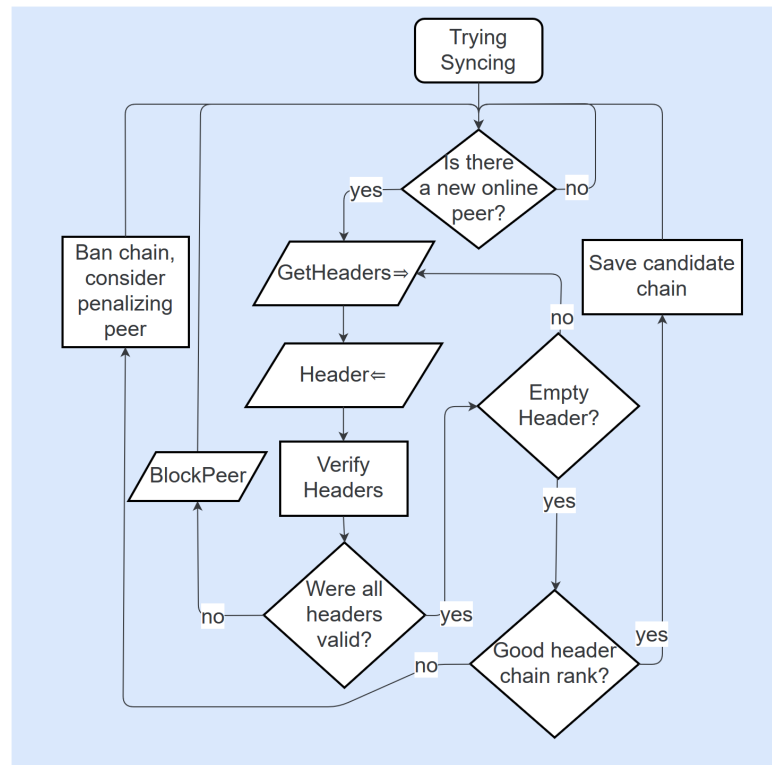 Trying
Syncing
Is there
a new online
peer?
yes
no
Ban chain,
consider
penalizing
peer
GetHeaders⇒
Save candidate
chain
no
Header⇐
Empty
Header?
BlockPeer
Verify
Headers
yes
Were all
headers
valid?
no
yes
Good header
chain rank?
yes
no